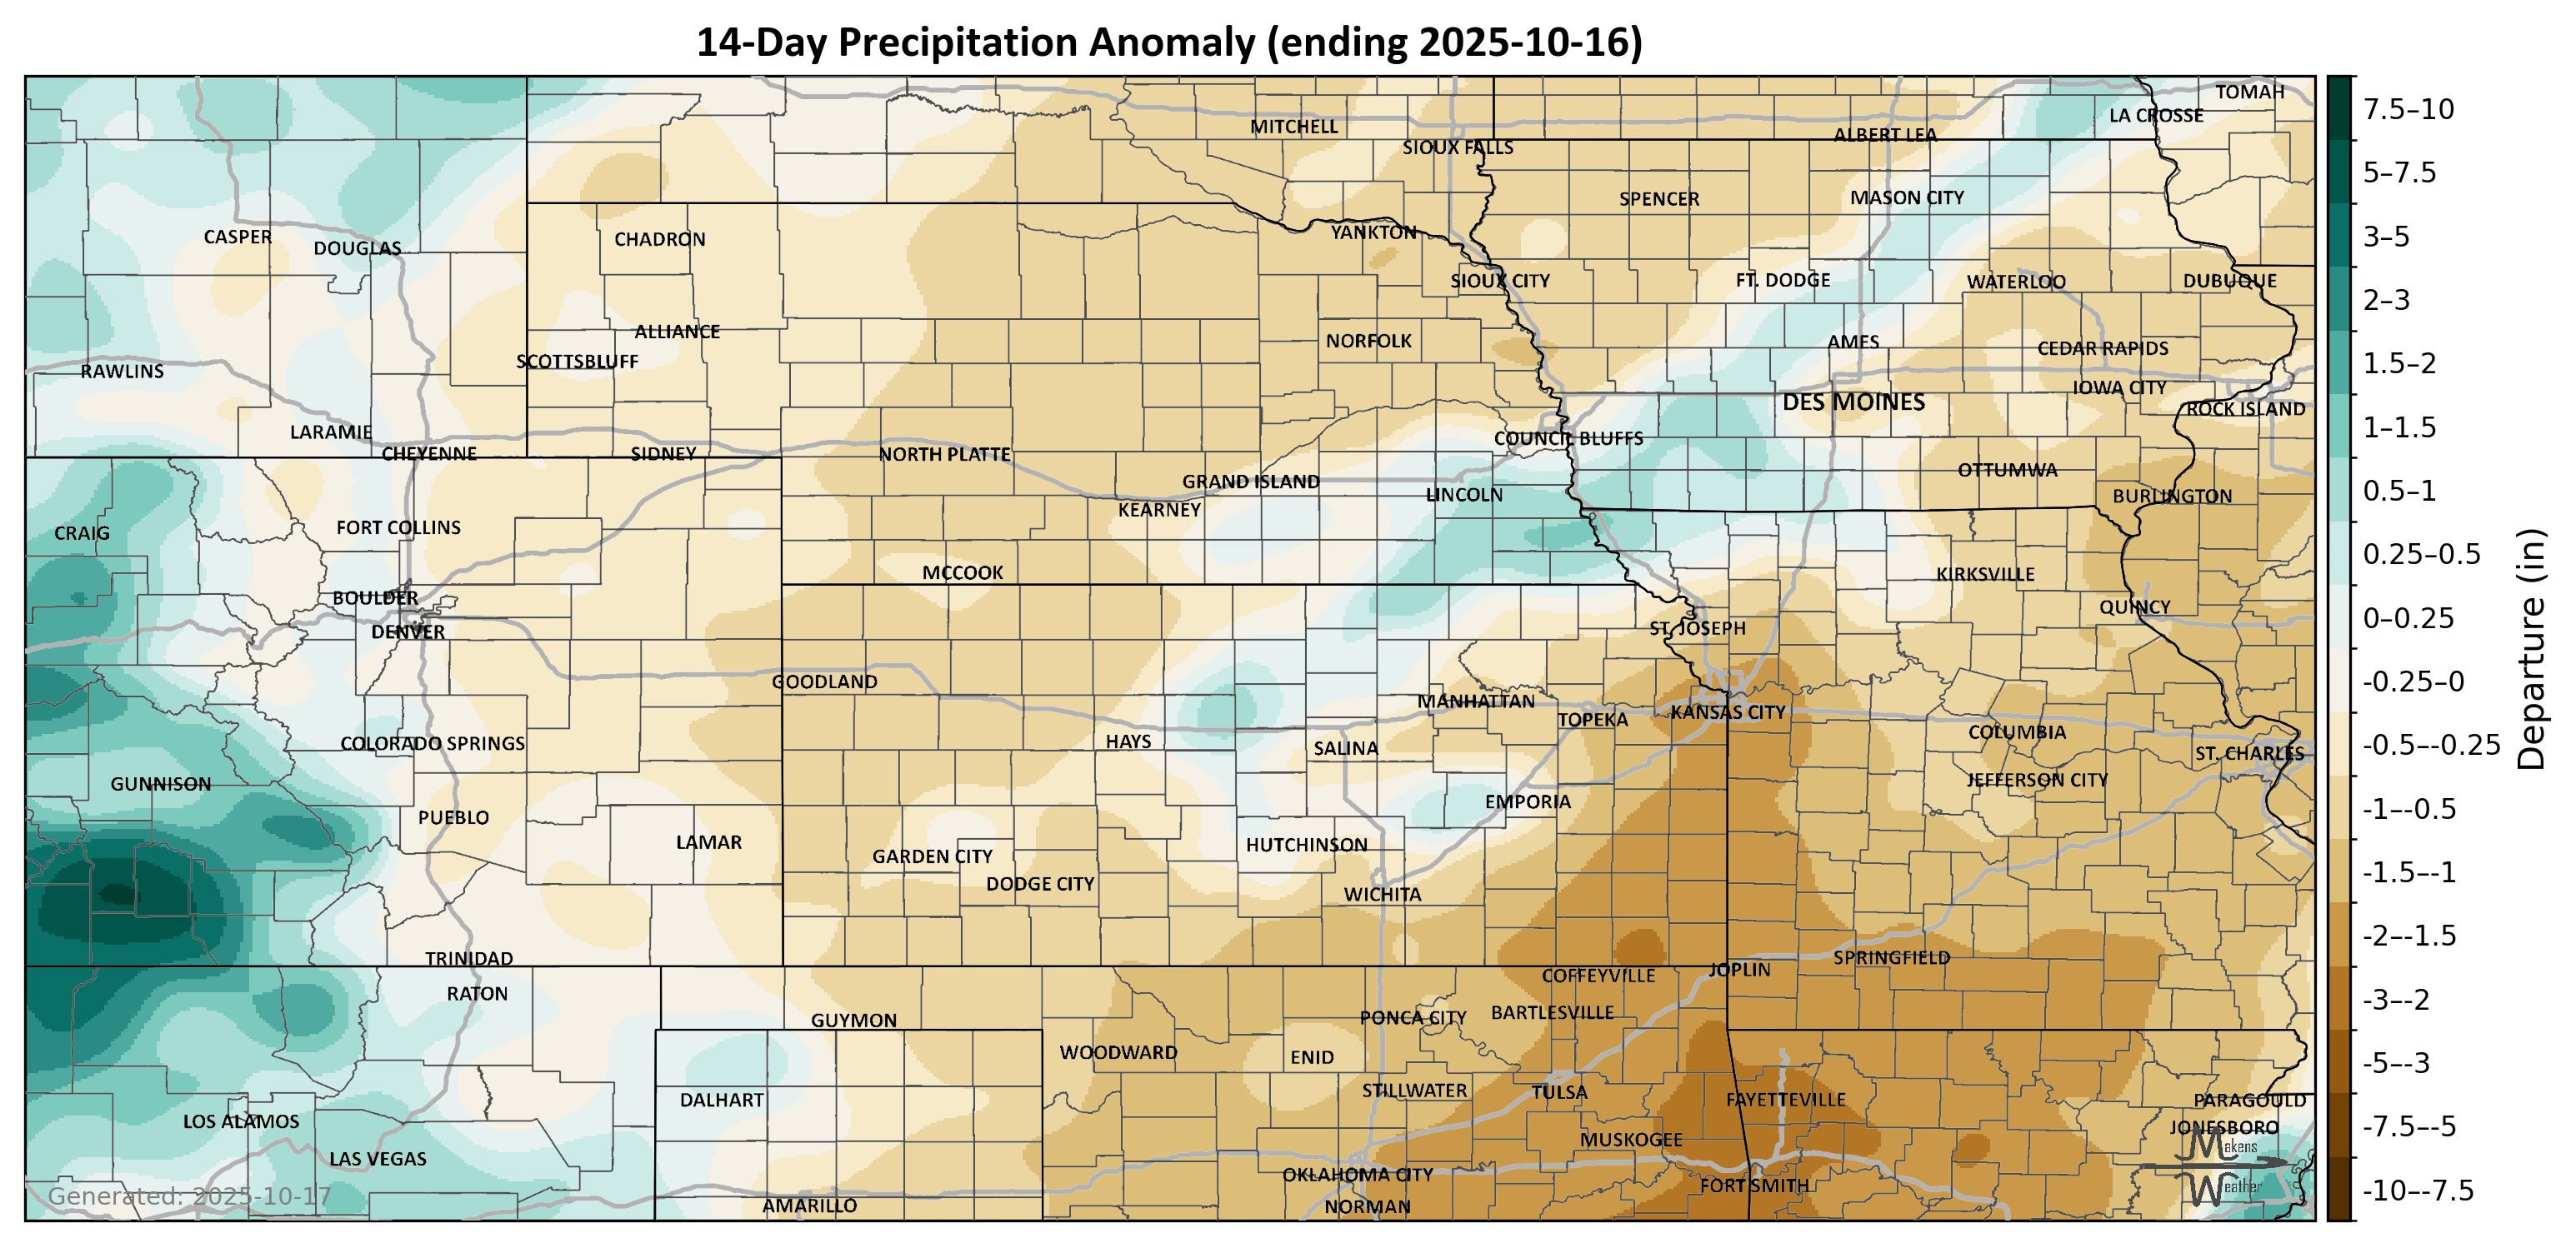 14-Day Precipitation Anomaly (ending 2025-10-16)
TOMAH
LA CROSSE
MITCHELL
ALBERT LEA
SIOUX FALLS
SPENCER
MASON CITY
CASPER
DOUGLAS
CHADRON
YANKTON
SIOUX CITY
FT. DODGE
WATERLOO
DUBUQUE
ALLIANCE
NORFOLK
AMES
CEDAR RAPIDS
SCOTTSBLUFF
RAWLINS
IOWA CITY
DES MOINES
ROCK ISLAND
LARAMIE
COUNCIL BLUFFS
CHEYENNE
SIDNEY
NORTH PLATTE
OTTUMWA
GRAND ISLAND
LINCOLN
BURLINGTON
KEARNEY
CRAIG
FORT COLLINS
MCCOOK
KIRKSVILLE
BOULDER
QUINCY
DENVER
ST. JOSEPH
GOODLAND
MANHATTAN
TOPEKA
KANSAS CITY
COLUMBIA
COLORADO SPRINGS
HAYS
SALINA
ST. CHARLES
GUNNISON
JEFFERSON CITY
EMPORIA
PUEBLO
LAMAR
HUTCHINSON
GARDEN CITY
DODGE CITY
WICHITA
TRINIDAD
SPRINGFIELD
JOPLIN
COFFEYVILLE
RATON
BARTLESVILLE
PONCA CITY
GUYMON
WOODWARD
ENID
STILLWATER
TULSA
DALHART
FAYETTEVILLE
PARAGOULD
LOS ALAMOS
JONESBORO
MUSKOGEE
LAS VEGAS
OKLAHOMA CITY
FORT SMITH
AMARILLO
NORMAN
Generated: 2025-10-17
Makens
Weather
7.5–10
5–7.5
3–5
2–3
1.5–2
1–1.5
0.5–1
0.25–0.5
0–0.25
-0.25–0
-0.5–-0.25
-1–-0.5
-1.5–-1
-2–-1.5
-3–-2
-5–-3
-7.5–-5
-10–-7.5
Departure (in)